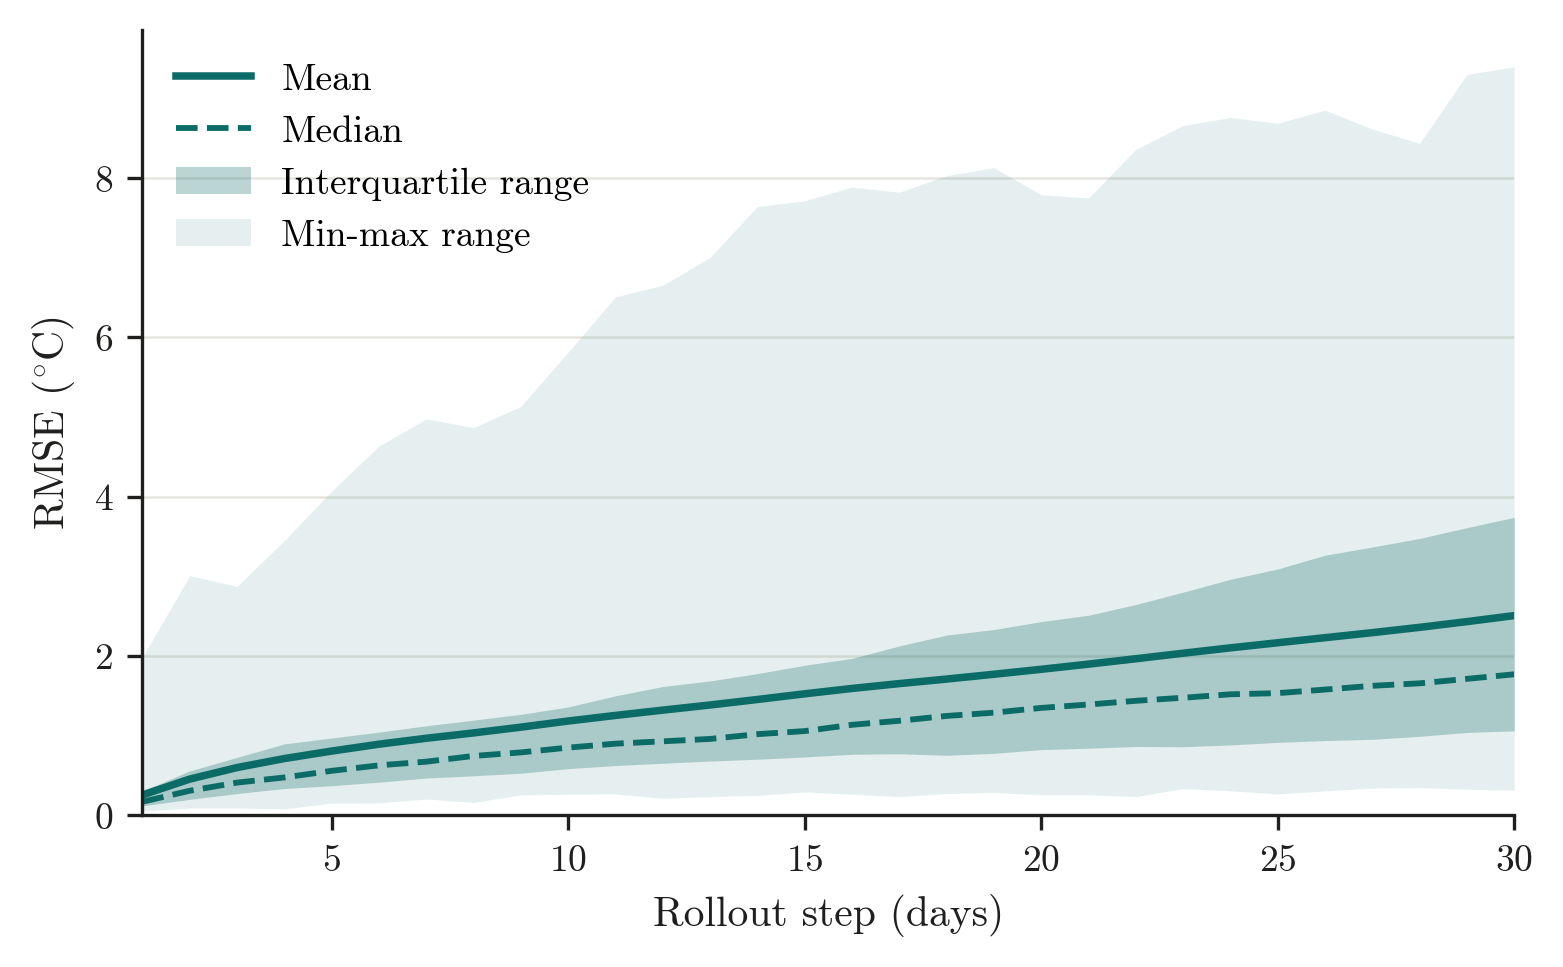 Mean
Median
Interquartile range
Min-max range
8
6
4
2
0
RMSE (°C)
5 10 15 20 25 30
Rollout step (days)